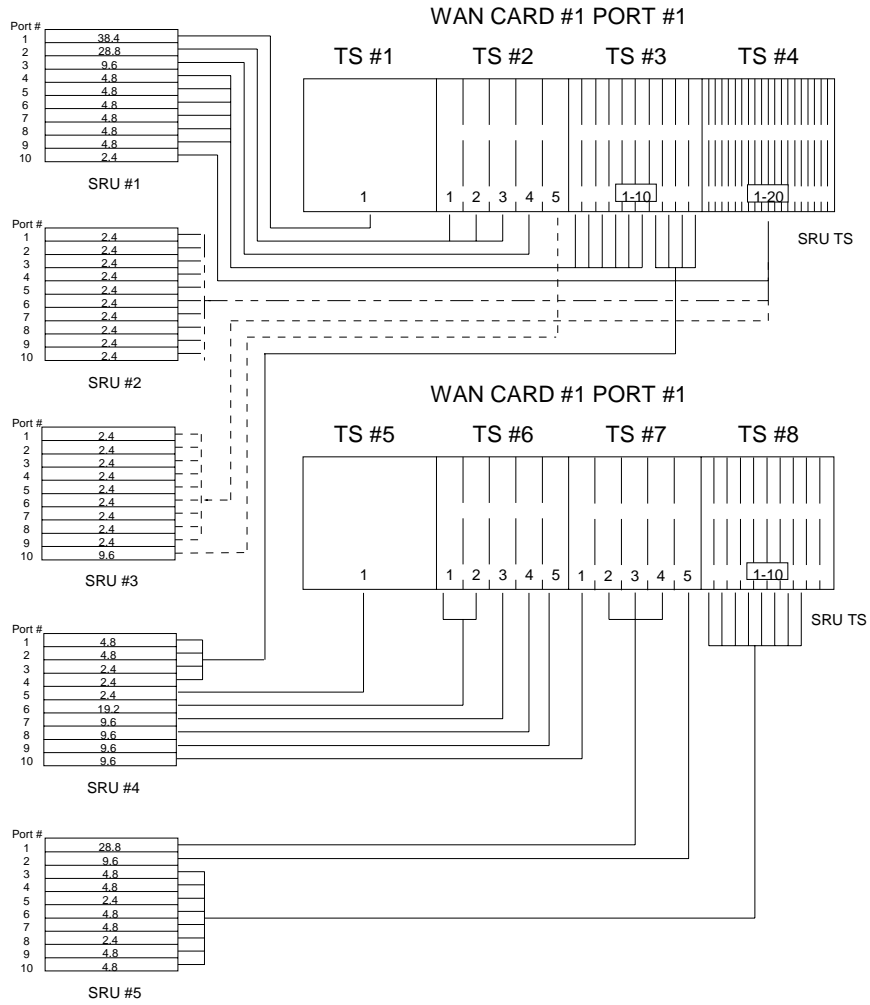 WAN CARD #1 PORT #1
TS #1 TS #2 TS #3 TS #4
1 1 2 3 4 5 1-10 1-20
SRU TS
Port #
1 38.4
2 28.8
3 9.6
4 4.8
5 4.8
6 4.8
7 4.8
8 4.8
9 4.8
10 2.4
SRU #1
Port #
1 2.4
2 2.4
3 2.4
4 2.4
5 2.4
6 2.4
7 2.4
8 2.4
9 2.4
10 2.4
SRU #2
WAN CARD #1 PORT #1
TS #5 TS #6 TS #7 TS #8
1 1 2 3 4 5 1 2 3 4 5 1-10
SRU TS
Port #
1 2.4
2 2.4
3 2.4
4 2.4
5 2.4
6 2.4
7 2.4
8 2.4
9 2.4
10 9.6
SRU #3
Port #
1 4.8
2 4.8
3 2.4
4 2.4
5 2.4
6 19.2
7 9.6
8 9.6
9 9.6
10 9.6
SRU #4
Port #
1 28.8
2 9.6
3 4.8
4 4.8
5 2.4
6 4.8
7 4.8
8 2.4
9 4.8
10 4.8
SRU #5